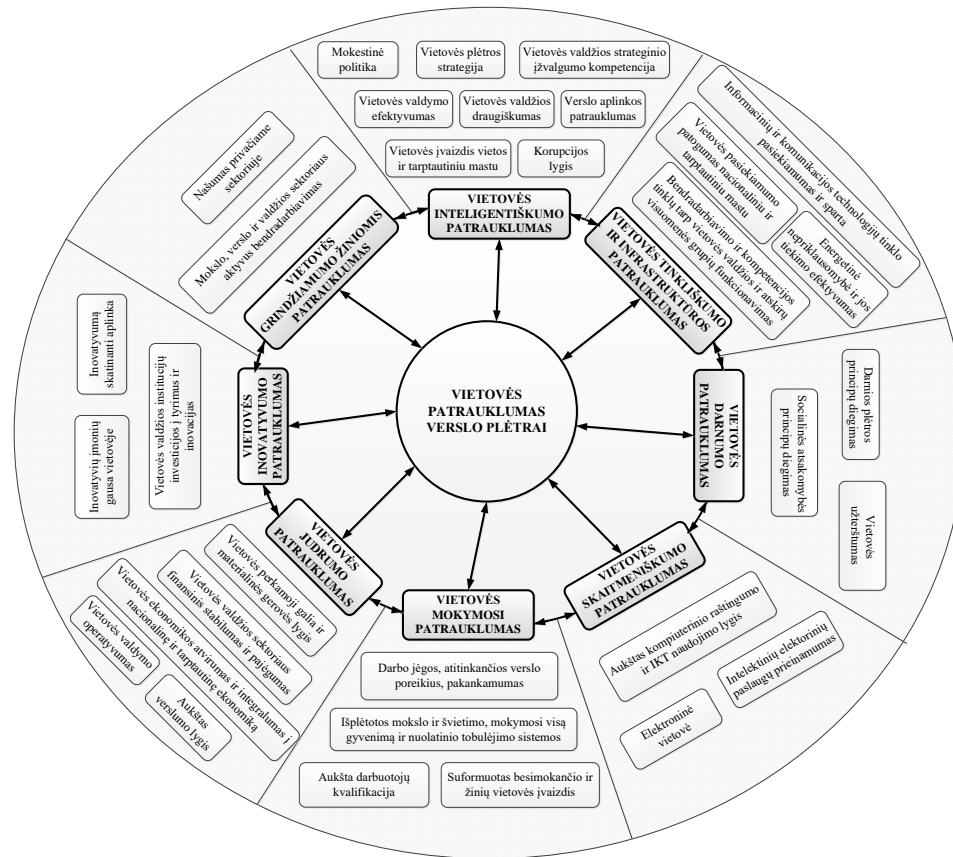 Mokestinė
politika
Vietovės plėtros
strategija
Vietovės valdžios strateginio
įžvalgumo kompetencija
Vietovės valdymo
efektyvumas
Vietovės valdžios
draugiškumas
Verslo aplinkos
patrauklumas
Vietovės įvaizdis vietos
ir tarptautiniu mastu
Korupcijos
lygis
VIETOVĖS
INTELIGENTIŠKUMO
PATRAUKLUMAS
Informacinių ir komunikacijos technologijų tinklo
pasiekiamumas ir sparta
Vietovės pasiekiamumo
patogumas nacionaliniu ir
tarptautiniu mastu
Energetinė
nepriklausomybė ir jos
tiekimo efektyvumas
Bendradarbiavimo ir kompetencijos
tinklų tarp vietovės valdžios ir atskirų
visuomenės grupių funkcionavimas
VIETOVĖS TINKLIŠKUMO
IR INFRASTRUKTŪROS
PATRAUKLUMAS
Darnios plėtros
principų diegimas
Socialinės atsakomybės
principų diegimas
Vietovės
užterštumas
VIETOVĖS
DARNUMO
PATRAUKLUMAS
VIETOVĖS
SKAITMENIŠKUMO
PATRAUKLUMAS
Aukštas kompiuterinio raštingumo
ir IKT naudojimo lygis
Intelektinių elektorinių
paslaugų prieinamumas
Elektroninė
vietovė
VIETOVĖS
MOKYMOSI
PATRAUKLUMAS
Darbo jėgos, atitinkančios verslo
poreikius, pakankamumas
Išplėtotos mokslo ir švietimo, mokymosi visą
gyvenimą ir nuolatinio tobulėjimo sistemos
Aukšta darbuotojų
kvalifikacija
Suformuotas besimokančio ir
žinių vietovės įvaizdis
VIETOVĖS
JUDRUMO
PATRAUKLUMAS
Vietovės perkamoji galia ir
materialinės gerovės lygis
Vietovės valdžios sektoriaus
finansinis stabilumas ir pajėgumas
Vietovės ekonomikos atvirumas ir integralumas į
nacionalinę ir tarptautinę ekonomiką
Vietovės valdymo
operatyvumas
Aukštas
verslumo lygis
VIETOVĖS
INOVATYVUMO
PATRAUKLUMAS
Inovatyvumą
skatinanti aplinka
Vietovės valdžios institucijų
investicijos į tyrimus ir
inovacijas
Inovatyvių įmonių
gausa vietovėje
VIETOVĖS
GRINDŽIAMUMO ŽINIOMIS
PATRAUKLUMAS
Našumas privačiame
sektoriuje
Mokslo, verslo ir valdžios sektoriaus
aktyvus bendradarbiavimas
VIETOVĖS
PATRAUKLUMAS
VERSLO PLĖTRAI